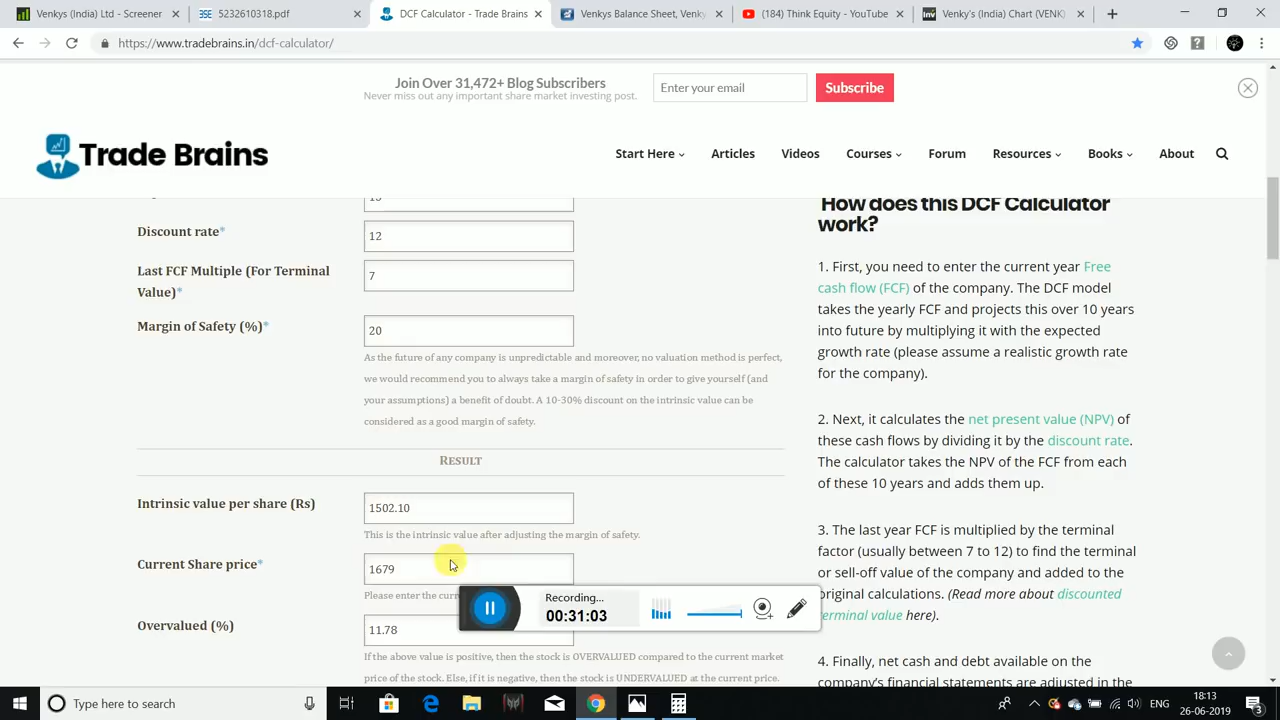 Venkys (India) Ltd - Screener
5232610318.pdf
DCF Calculator - Trade Brains
Venkys Balance Sheet, Venky
(184) Think Equity - YouTube
Venky's (India) Chart (VENK)
https://www.tradebrains.in/dcf-calculator/
Join Over 31,472+ Blog Subscribers
Never miss out any important share market investing post.
Enter your email
Subscribe
Trade Brains
Start Here
Articles
Videos
Courses
Forum
Resources
Books
About
Discount rate*
12
Last FCF Multiple (For Terminal
Value)*
7
Margin of Safety (%)*
20
As the future of any company is unpredictable and moreover, no valuation method is perfect,
we would recommend you to always take a margin of safety in order to give yourself (and
your assumptions) a benefit of doubt. A 10-30% discount on the intrinsic value can be
considered as a good margin of safety.
RESULT
Intrinsic value per share (Rs)
1502.10
This is the intrinsic value after adjusting the margin of safety.
Current Share price*
1679
Please enter the
Overvalued (%)
11.78
If the above value is positive, then the stock is OVERVALUED compared to the current market
price of the stock. Else, if it is negative, then the stock is UNDERVALUED at the current price.
How does this DCF Calculator
work?
1. First, you need to enter the current year Free
cash flow (FCF) of the company. The DCF model
takes the yearly FCF and projects this over 10 years
into future by multiplying it with the expected
growth rate (please assume a realistic growth rate
for the company).
2. Next, it calculates the net present value (NPV) of
these cash flows by dividing it by the discount rate.
The calculator takes the NPV of the FCF from each
of these 10 years and adds them up.
3. The last year FCF is multiplied by the terminal
factor (usually between 7 to 12) to find the terminal
or sell-off value of the company and added to the
original calculations. (Read more about discounted
terminal value here).
4. Finally, net cash and debt available on the
company's financial statements are adjusted in the
Recording...
00:31:03
Type here to search
ENG
18:13
26-06-2019
3